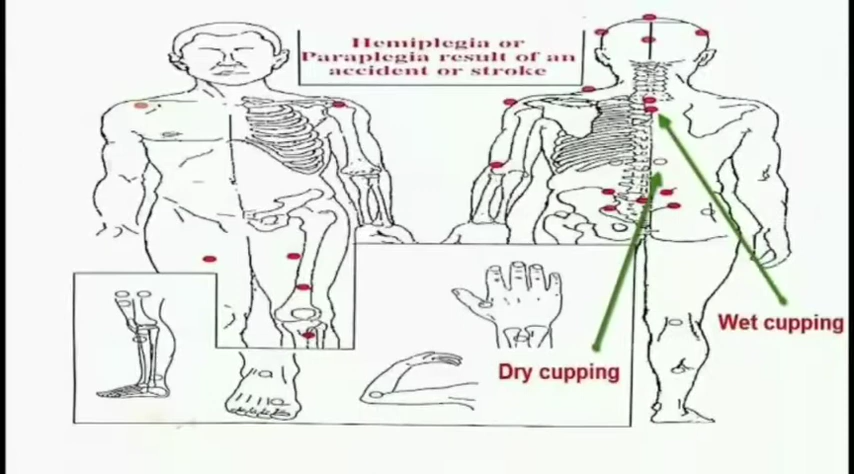 Hemiplegia or
Paraplegia result of an
accident or stroke
Wet cupping
Dry cupping